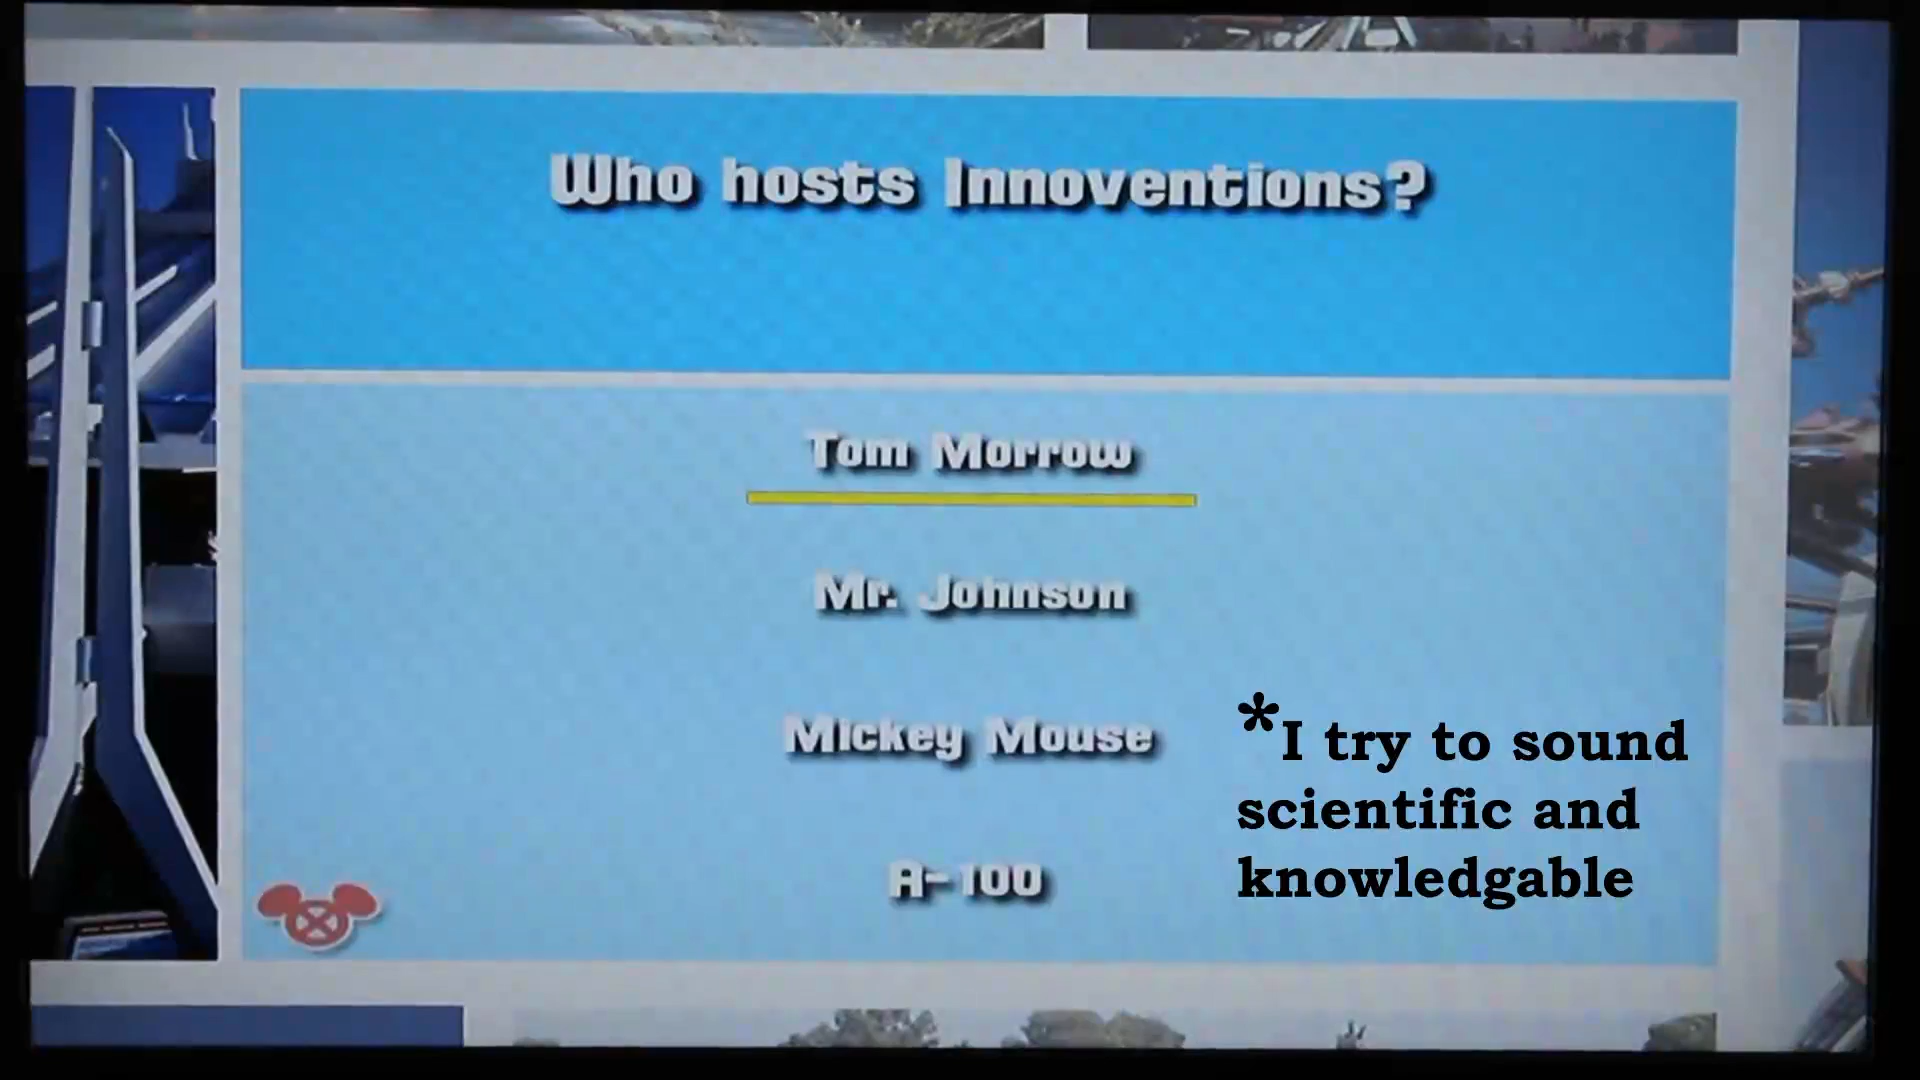 Who hosts Innoventions?
Tom Morrow
Mr. Johnson
Mickey Mouse
A-100
*I try to sound
scientific and
knowledgable